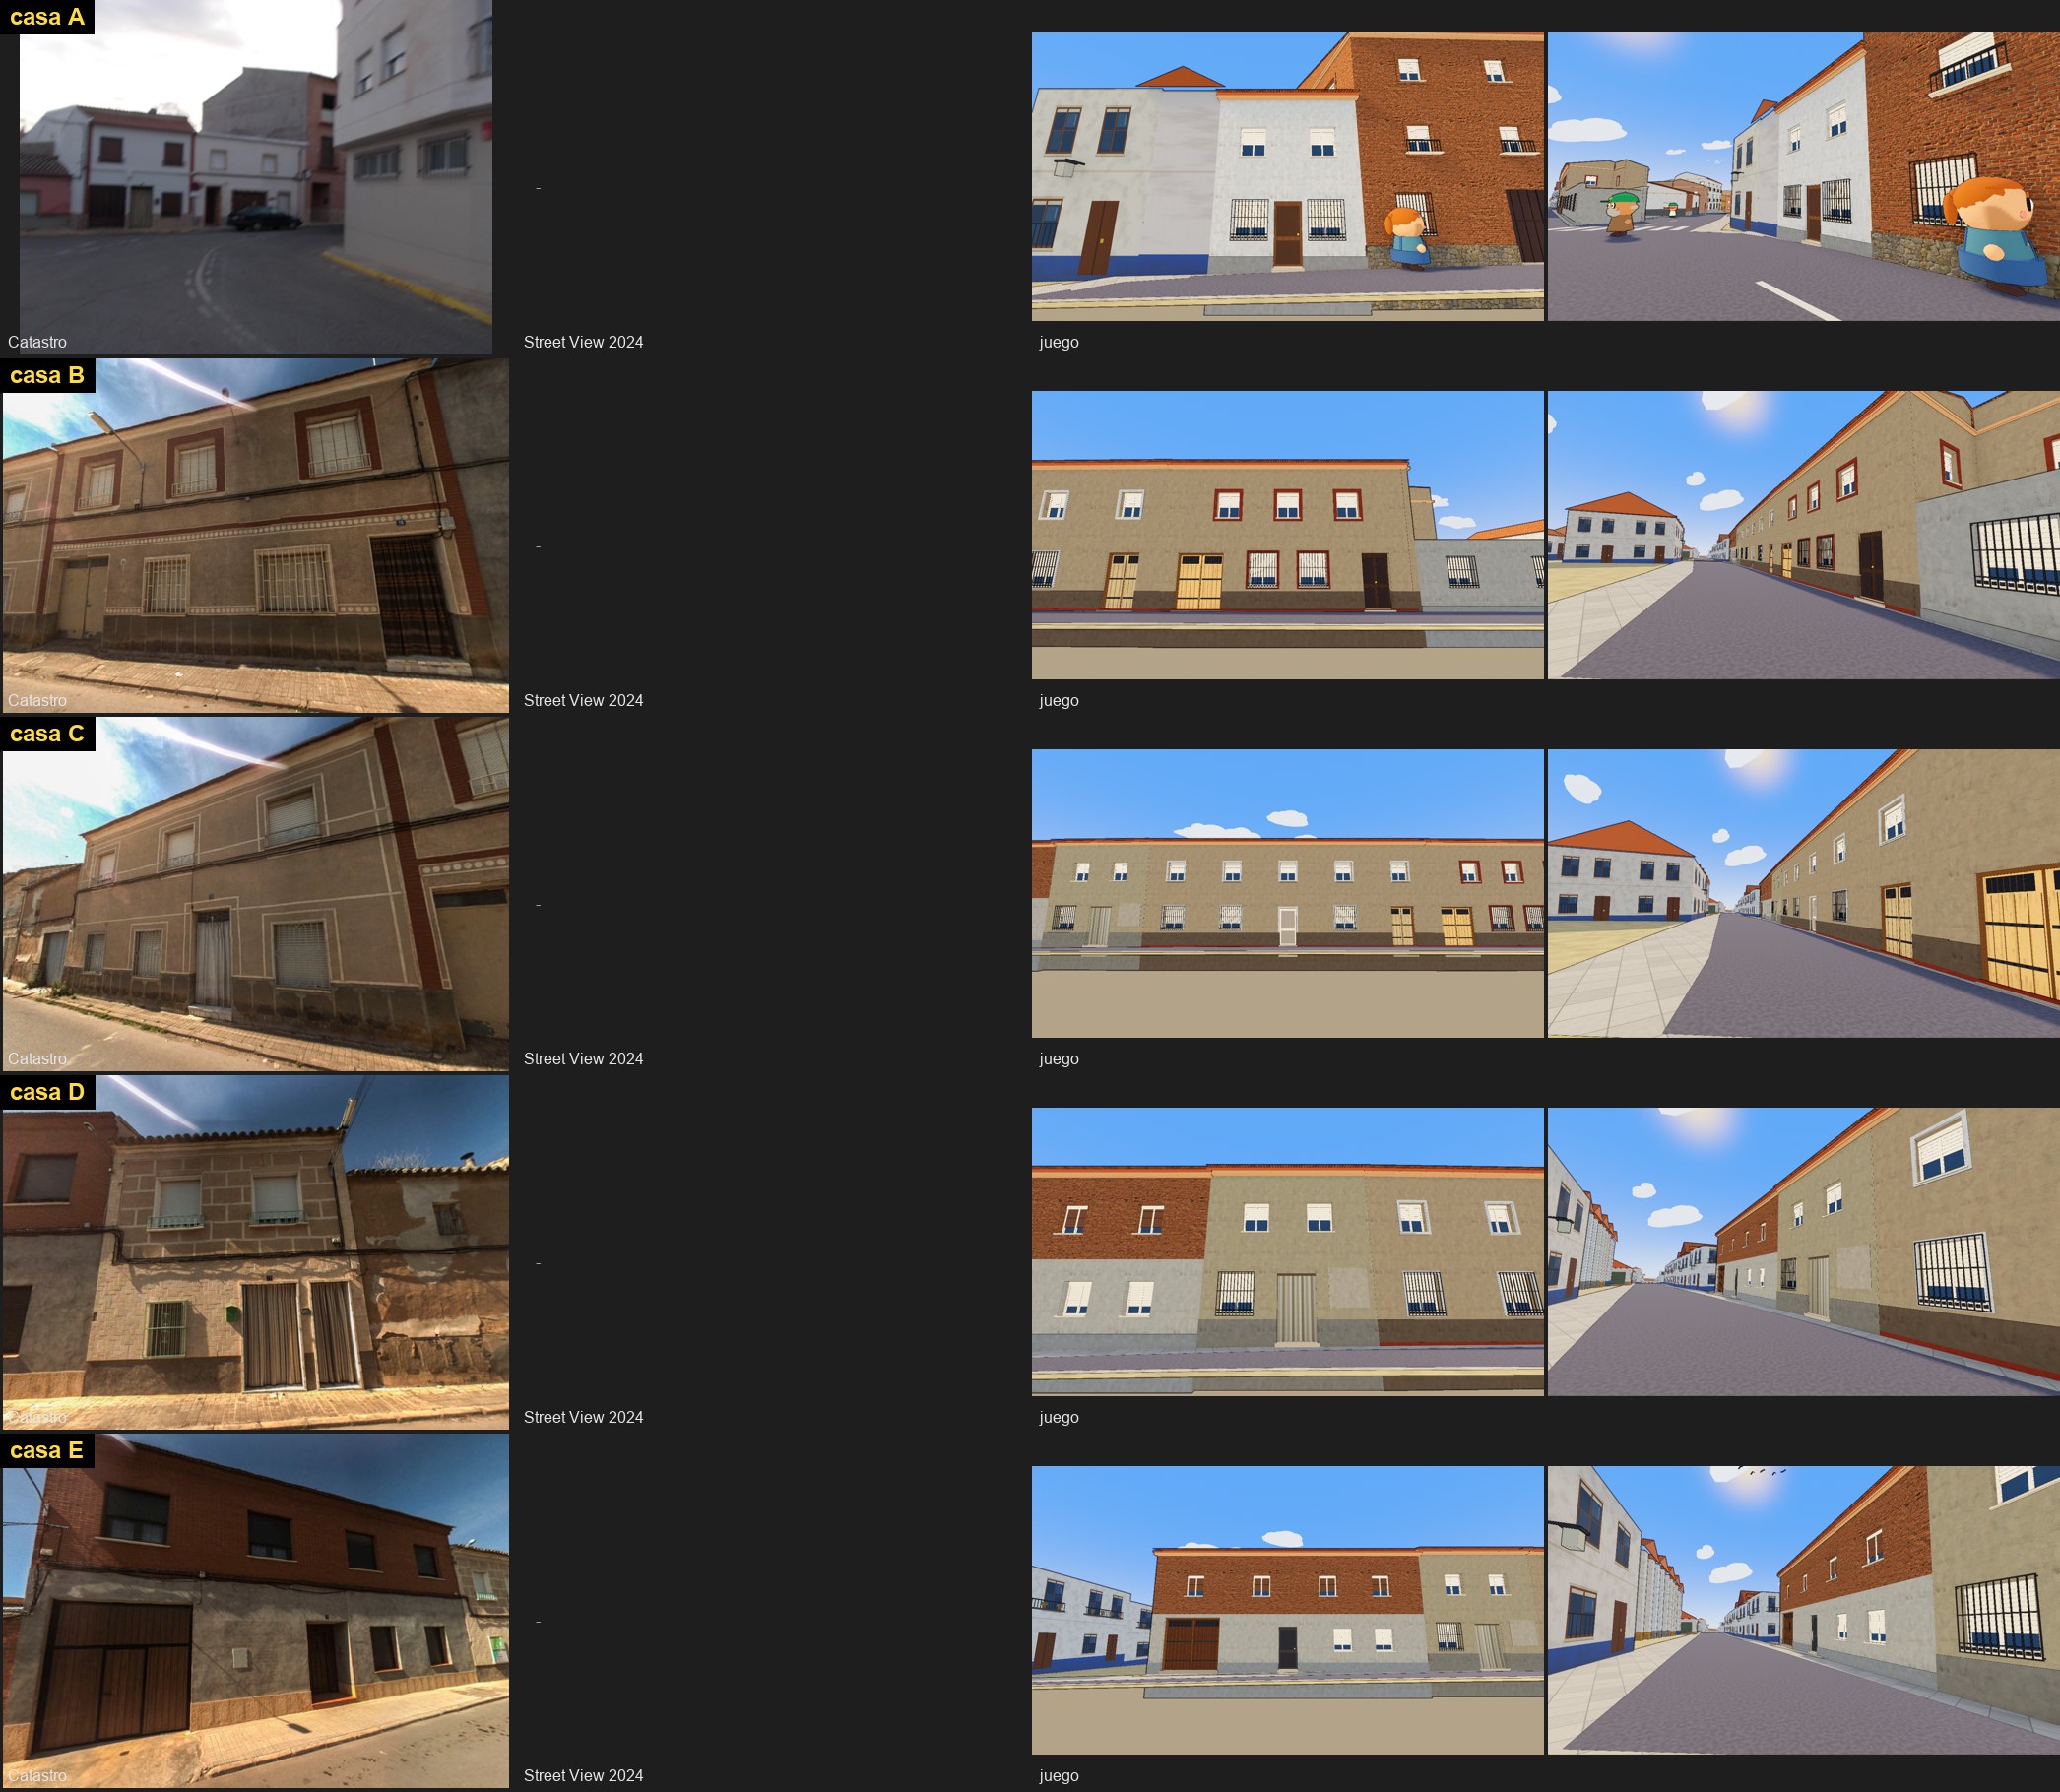 casa A
Catastro
-
Street View 2024
juego
casa B
Catastro
-
Street View 2024
juego
casa C
Catastro
-
Street View 2024
juego
casa D
Catastro
-
Street View 2024
juego
casa E
Catastro
-
Street View 2024
juego